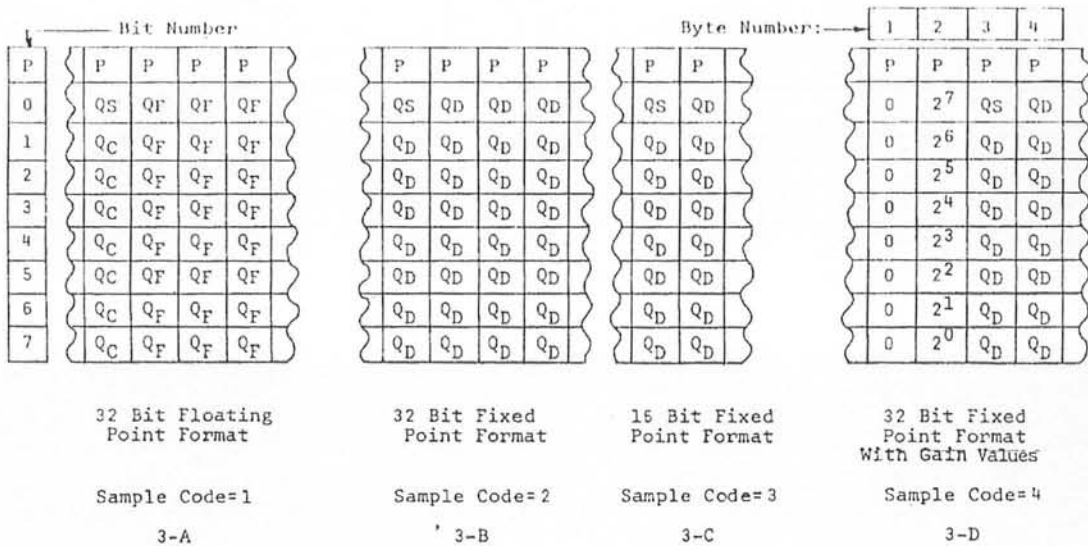 Bit Number Byte Number: 1 2 3 4
P P P P P P P P P P P P P P P
0 QS QF QF QF QS QD QD QD QS QD 0 2^7 QS QD
1 QC QF QF QF QD QD QD QD QD QD 0 2^6 QD QD
2 QC QF QF QF QD QD QD QD QD QD 0 2^5 QD QD
3 QC QF QF QF QD QD QD QD QD QD 0 2^4 QD QD
4 QC QF QF QF QD QD QD QD QD QD 0 2^3 QD QD
5 QC QF QF QF QD QD QD QD QD QD 0 2^2 QD QD
6 QC QF QF QF QD QD QD QD QD QD 0 2^1 QD QD
7 QC QF QF QF QD QD QD QD QD QD 0 2^0 QD QD
32 Bit Floating
Point Format
Sample Code=1
3-A
32 Bit Fixed
Point Format
Sample Code=2
3-B
16 Bit Fixed
Point Format
Sample Code=3
3-C
32 Bit Fixed
Point Format
With Gain Values
Sample Code=4
3-D